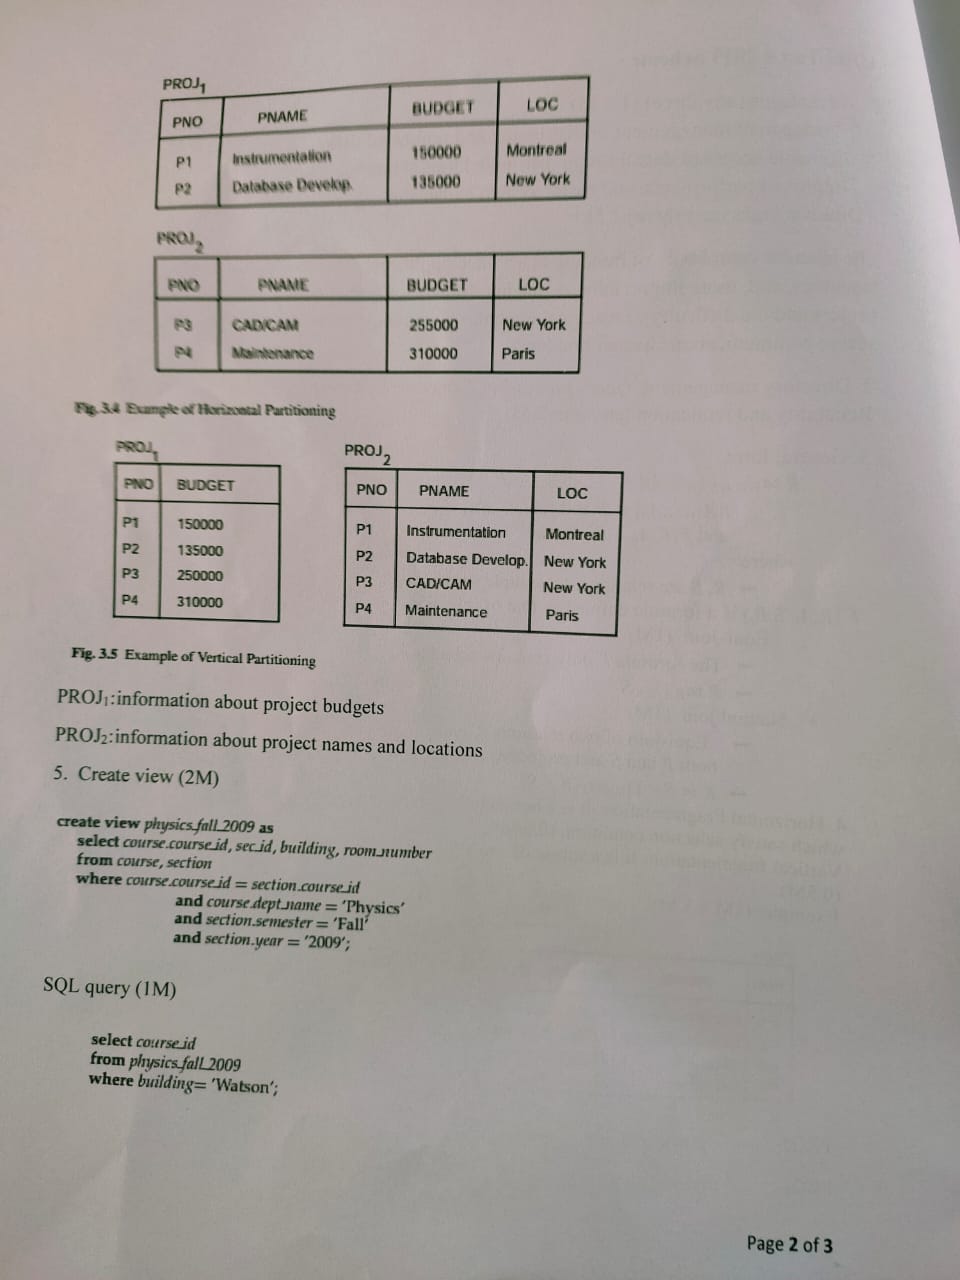 PROJ1
PNO PNAME BUDGET LOC
P1 Instrumentation 150000 Montreal
P2 Database Develop. 135000 New York
PROJ2
PNO PNAME BUDGET LOC
P3 CAD/CAM 255000 New York
P4 Maintenance 310000 Paris
Fig. 3.4 Example of Horizontal Partitioning
PROJ1
PNO BUDGET
P1 150000
P2 135000
P3 250000
P4 310000
PROJ2
PNO PNAME LOC
P1 Instrumentation Montreal
P2 Database Develop. New York
P3 CAD/CAM New York
P4 Maintenance Paris
Fig. 3.5 Example of Vertical Partitioning
PROJ1:information about project budgets
PROJ2:information about project names and locations
5. Create view (2M)
create view physics_fall_2009 as
select course.course_id, sec_id, building, room_number
from course, section
where course.course_id = section.course_id
and course.dept_name = 'Physics'
and section.semester = 'Fall'
and section.year = '2009';
SQL query (1M)
select course_id
from physics_fall_2009
where building= 'Watson';
Page 2 of 3